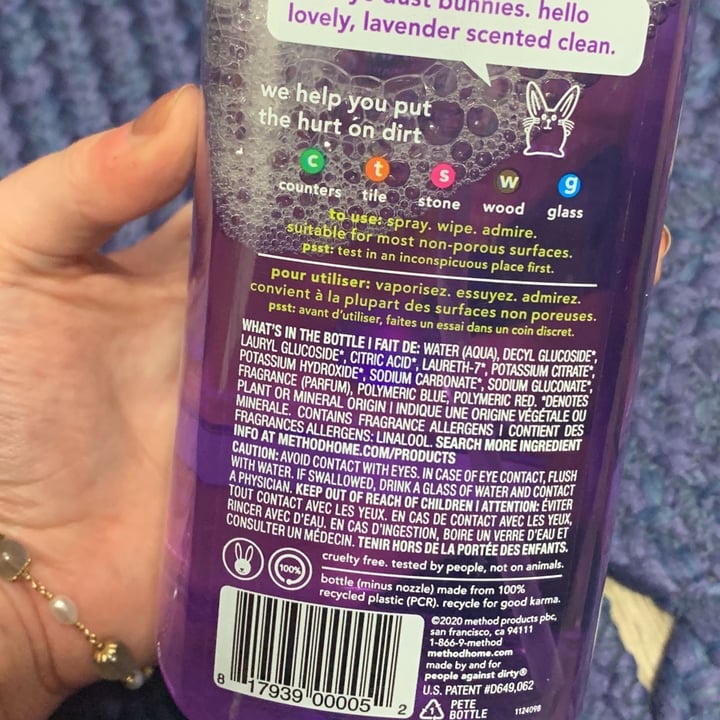 dust bunnies. hello
lovely, lavender scented clean.
we help you put
the hurt on dirt
c t s w g
counters tile stone wood glass
to use: spray. wipe. admire.
suitable for most non-porous surfaces.
psst: test in an inconspicuous place first.
pour utiliser: vaporisez. essuyez. admirez.
convient à la plupart des surfaces non poreuses.
psst: avant d'utiliser, faites un essai dans un coin discret.
WHAT'S IN THE BOTTLE | FAIT DE: WATER (AQUA), DECYL GLUCOSIDE*,
LAURYL GLUCOSIDE*, CITRIC ACID*, LAURETH-7*, POTASSIUM CITRATE*,
POTASSIUM HYDROXIDE*, SODIUM CARBONATE*, SODIUM GLUCONATE*,
FRAGRANCE (PARFUM), POLYMERIC BLUE, POLYMERIC RED. *DENOTES
PLANT OR MINERAL ORIGIN | INDIQUE UNE ORIGINE VÉGÉTALE OU
MINERALE. CONTAINS FRAGRANCE ALLERGENS | CONTIENT DES
FRAGRANCES ALLERGENS: LINALOOL. SEARCH MORE INGREDIENT
INFO AT METHODHOME.COM/PRODUCTS
CAUTION: AVOID CONTACT WITH EYES. IN CASE OF EYE CONTACT, FLUSH
WITH WATER. IF SWALLOWED, DRINK A GLASS OF WATER AND CONTACT
A PHYSICIAN. KEEP OUT OF REACH OF CHILDREN | ATTENTION: ÉVITER
TOUT CONTACT AVEC LES YEUX. EN CAS DE CONTACT AVEC LES YEUX,
RINCER AVEC D'EAU, EN CAS D'INGESTION, BOIRE UN VERRE D'EAU ET
CONSULTER UN MÉDECIN. TENIR HORS DE LA PORTÉE DES ENFANTS.
cruelty free. tested by people, not on animals.
100%
bottle (minus nozzle) made from 100%
recycled plastic (PCR). recycle for good karma.
©2020 method products pbc,
san francisco, ca 94111
1-866-9-method
methodhome.com
made by and for
people against dirty®
U.S. PATENT #D649,062
8 17939 00005 2
1 PETE
BOTTLE 1124098